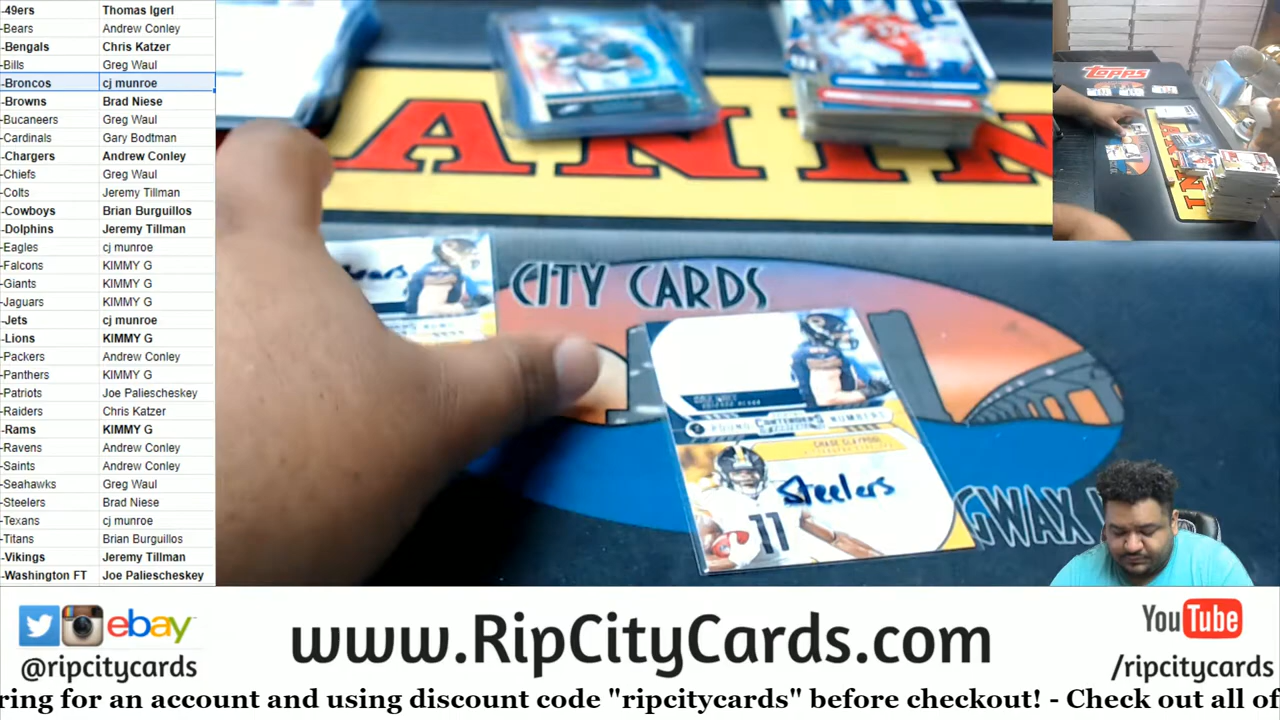 -49ers Thomas Igerl
-Bears Andrew Conley
-Bengals Chris Katzer
-Bills Greg Waul
-Broncos cj munroe
-Browns Brad Niese
-Bucaneers Greg Waul
-Cardinals Gary Bodtman
-Chargers Andrew Conley
-Chiefs Greg Waul
-Colts Jeremy Tillman
-Cowboys Brian Burguillos
-Dolphins Jeremy Tillman
-Eagles cj munroe
-Falcons KIMMY G
-Giants KIMMY G
-Jaguars KIMMY G
-Jets cj munroe
-Lions KIMMY G
-Packers Andrew Conley
-Panthers KIMMY G
-Patriots Joe Paliescheskey
-Raiders Chris Katzer
-Rams KIMMY G
-Ravens Andrew Conley
-Saints Andrew Conley
-Seahawks Greg Waul
-Steelers Brad Niese
-Texans cj munroe
-Titans Brian Burguillos
-Vikings Jeremy Tillman
-Washington FT Joe Paliescheskey
MVP
ANIN
TOPPS
CITY CARDS
NUMBERS
CONTENDERS
CHASE CLAYPOOL
Steelers
11
GWAX
ebay
@ripcitycards
www.RipCityCards.com
YouTube
/ripcitycards
ring for an account and using discount code "ripcitycards" before checkout! - Check out all of